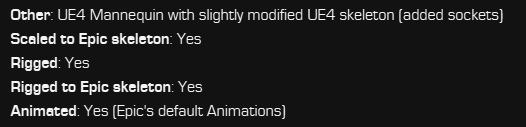 Other: UE4 Mannequin with slightly modified UE4 skeleton (added sockets)
Scaled to Epic skeleton: Yes
Rigged: Yes
Rigged to Epic skeleton: Yes
Animated: Yes (Epic's default Animations)